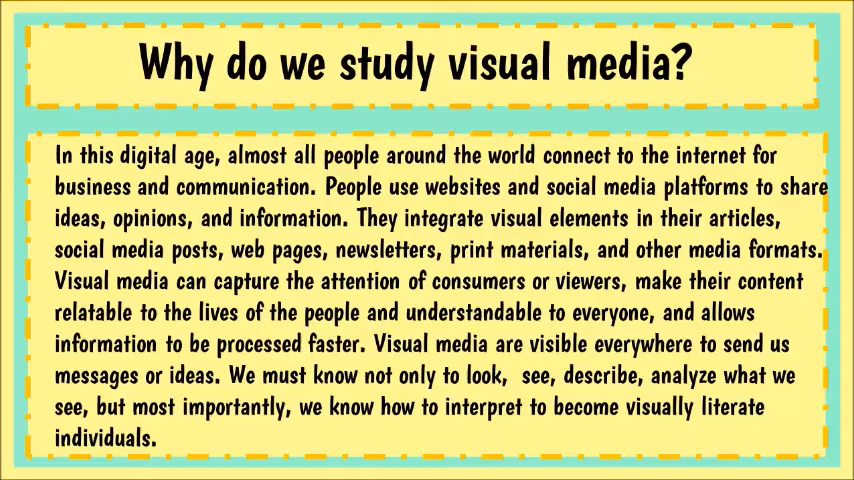 Why do we study visual media?
In this digital age, almost all people around the world connect to the internet for
business and communication. People use websites and social media platforms to share
ideas, opinions, and information. They integrate visual elements in their articles,
social media posts, web pages, newsletters, print materials, and other media formats.
Visual media can capture the attention of consumers or viewers, make their content
relatable to the lives of the people and understandable to everyone, and allows
information to be processed faster. Visual media are visible everywhere to send us
messages or ideas. We must know not only to look,  see, describe, analyze what we
see, but most importantly, we know how to interpret to become visually literate
individuals.